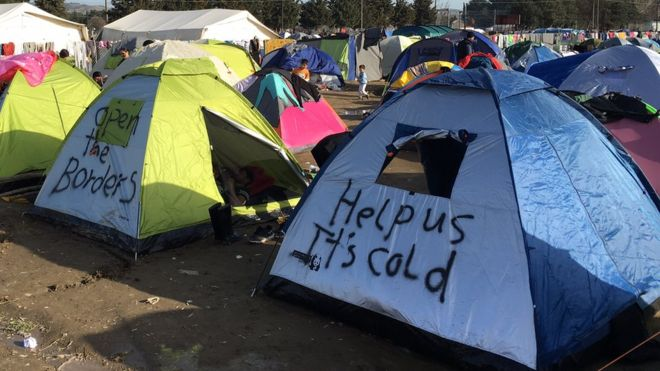 open
the
Borders
Help us
It's cold